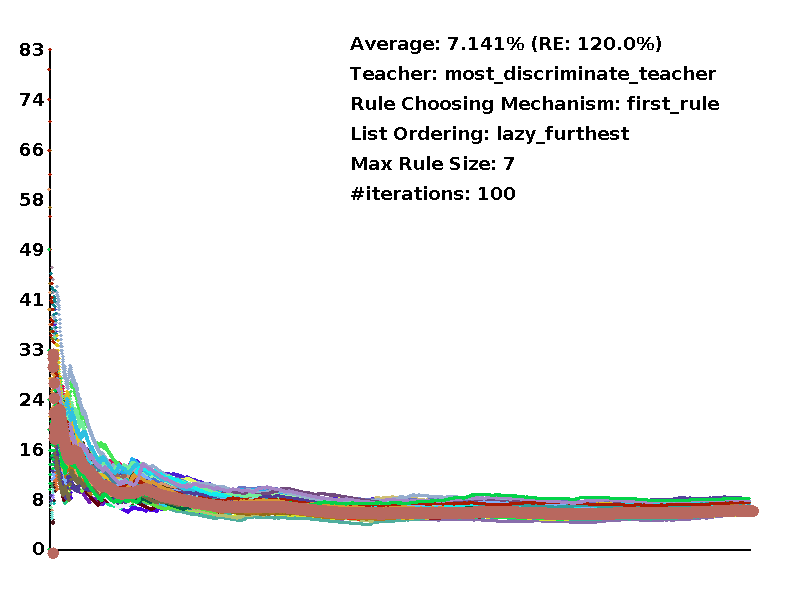 Average: 7.141% (RE: 120.0%)
Teacher: most_discriminate_teacher
Rule Choosing Mechanism: first_rule
List Ordering: lazy_furthest
Max Rule Size: 7
#iterations: 100
83
74
66
58
49
41
33
24
16
8
0